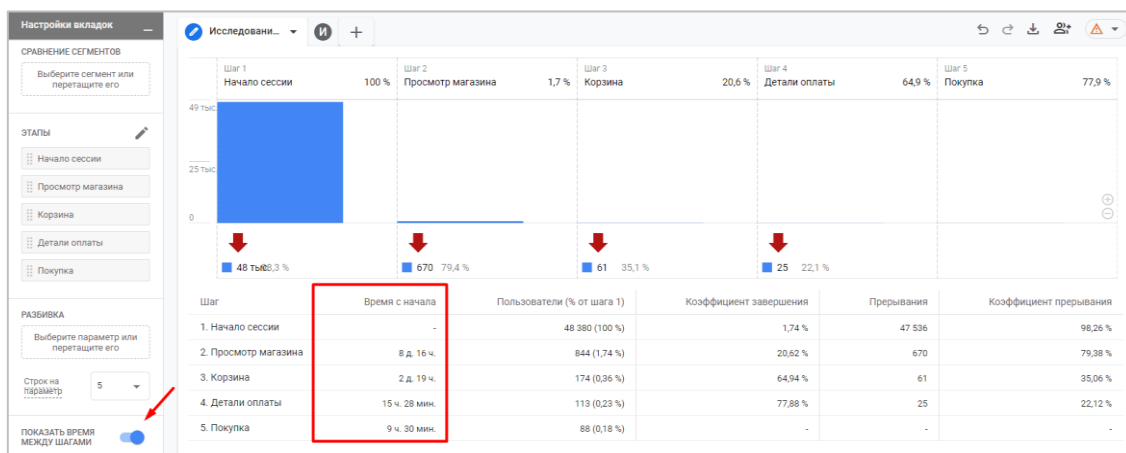 Настройки вкладок
СРАВНЕНИЕ СЕГМЕНТОВ
Выберите сегмент или
перетащите его
ЭТАПЫ
Начало сессии
Просмотр магазина
Корзина
Детали оплаты
Покупка
РАЗБИВКА
Выберите параметр или
перетащите его
Строк на
параметр
5
ПОКАЗАТЬ ВРЕМЯ
МЕЖДУ ШАГАМИ
Исследовани... И +
Шаг 1 Шаг 2 Шаг 3 Шаг 4 Шаг 5
Начало сессии 100 % Просмотр магазина 1,7 % Корзина 20,6 % Детали оплаты 64,9 % Покупка 77,9 %
49 тыс.
25 тыс.
0
48 тыс. 98,3 % 670 79,4 % 61 35,1 % 25 22,1 %
Шаг Время с начала Пользователи (% от шага 1) Коэффициент завершения Прерывания Коэффициент прерывания
1. Начало сессии - 48 380 (100 %) 1,74 % 47 536 98,26 %
2. Просмотр магазина 8 д. 16 ч. 844 (1,74 %) 20,62 % 670 79,38 %
3. Корзина 2 д. 19 ч. 174 (0,36 %) 64,94 % 61 35,06 %
4. Детали оплаты 15 ч. 28 мин. 113 (0,23 %) 77,88 % 25 22,12 %
5. Покупка 9 ч. 30 мин. 88 (0,18 %) - - -